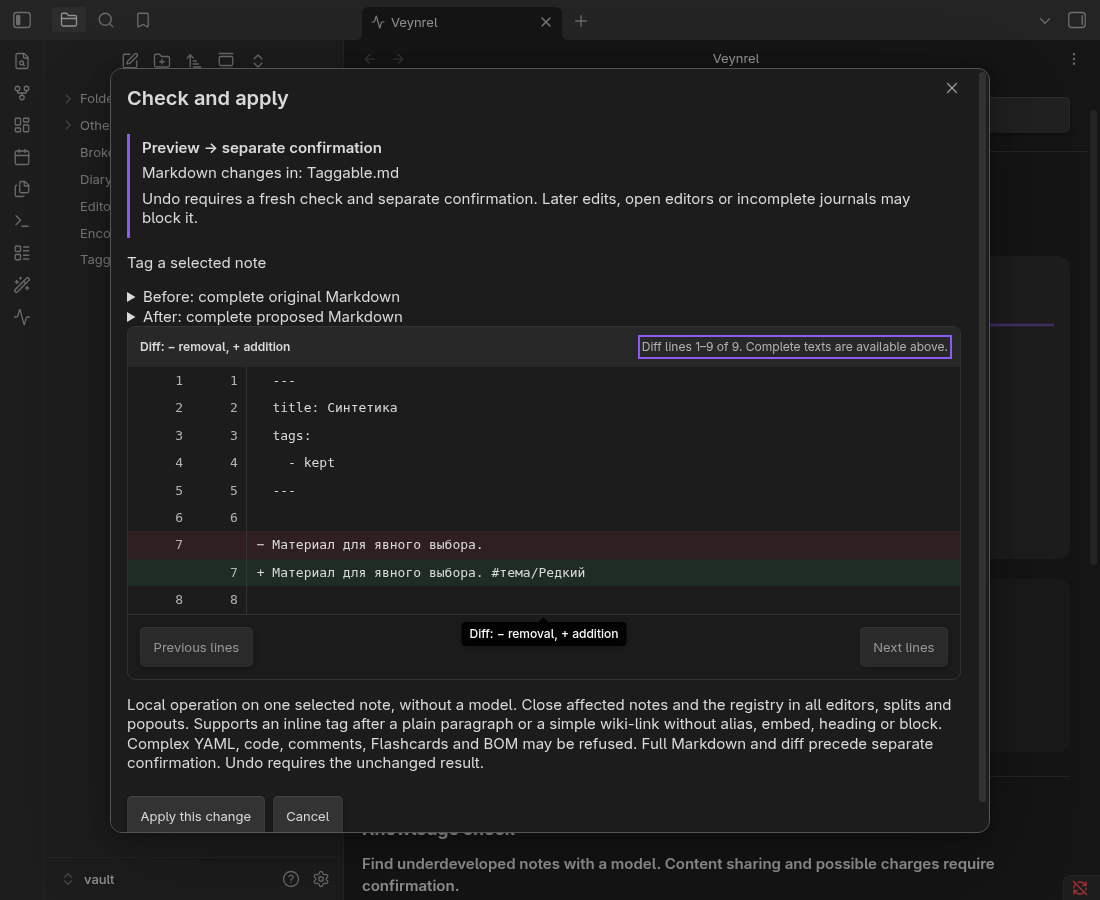 Veynrel
Veynrel
Check and apply
Preview → separate confirmation
Markdown changes in: Taggable.md
Undo requires a fresh check and separate confirmation. Later edits, open editors or incomplete journals may
block it.
Folde
Othe
Broke
Diary
Edito
Enco
Tagg
Tag a selected note
Before: complete original Markdown
After: complete proposed Markdown
Diff: − removal, + addition
Diff lines 1–9 of 9. Complete texts are available above.
1 1 ---
2 2 title: Синтетика
3 3 tags:
4 4 - kept
5 5 ---
6 6
7 − Материал для явного выбора.
7 + Материал для явного выбора. #тема/Редкий
8 8
Previous lines
Diff: − removal, + addition
Next lines
Local operation on one selected note, without a model. Close affected notes and the registry in all editors, splits and
popouts. Supports an inline tag after a plain paragraph or a simple wiki-link without alias, embed, heading or block.
Complex YAML, code, comments, Flashcards and BOM may be refused. Full Markdown and diff precede separate
confirmation. Undo requires the unchanged result.
Apply this change
Cancel
Knowledge check
Find underdeveloped notes with a model. Content sharing and possible charges require
confirmation.
vault